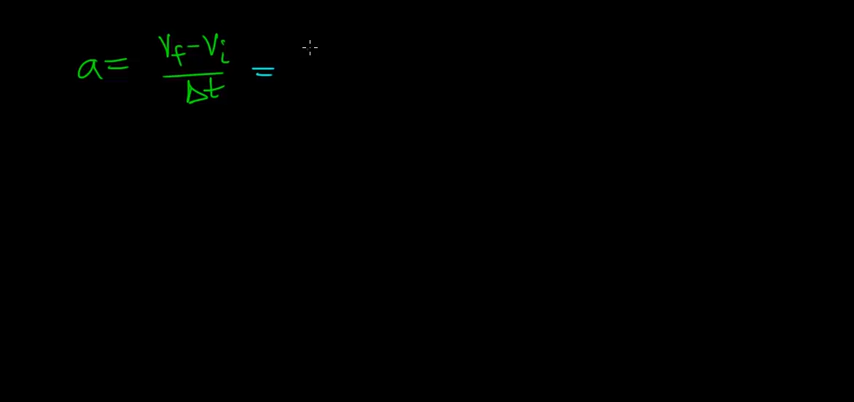 a = (v_f - v_i) / Δt =